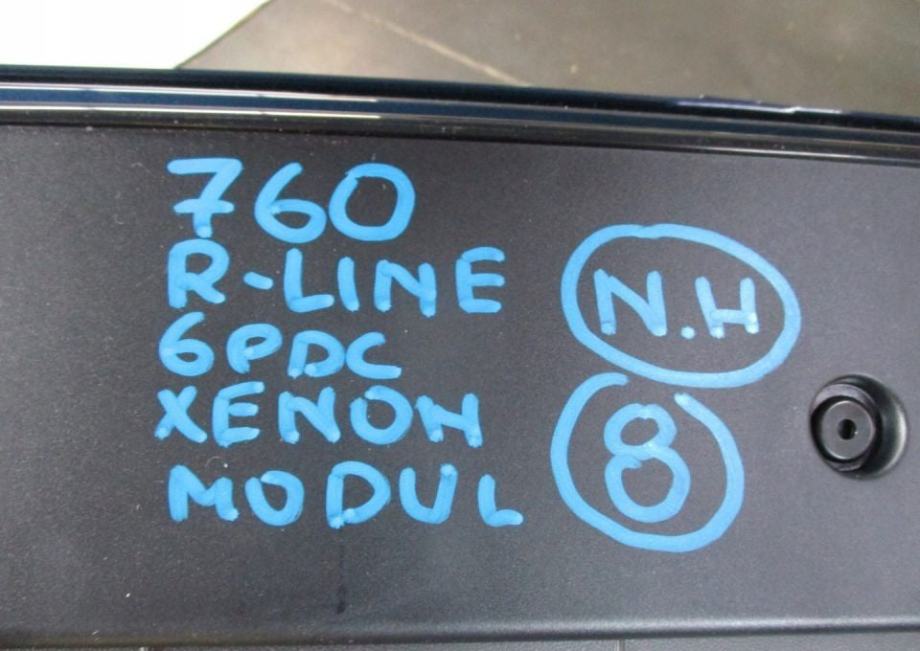 760
R-LINE
6PDC
XENON
MODUL
N.H
8